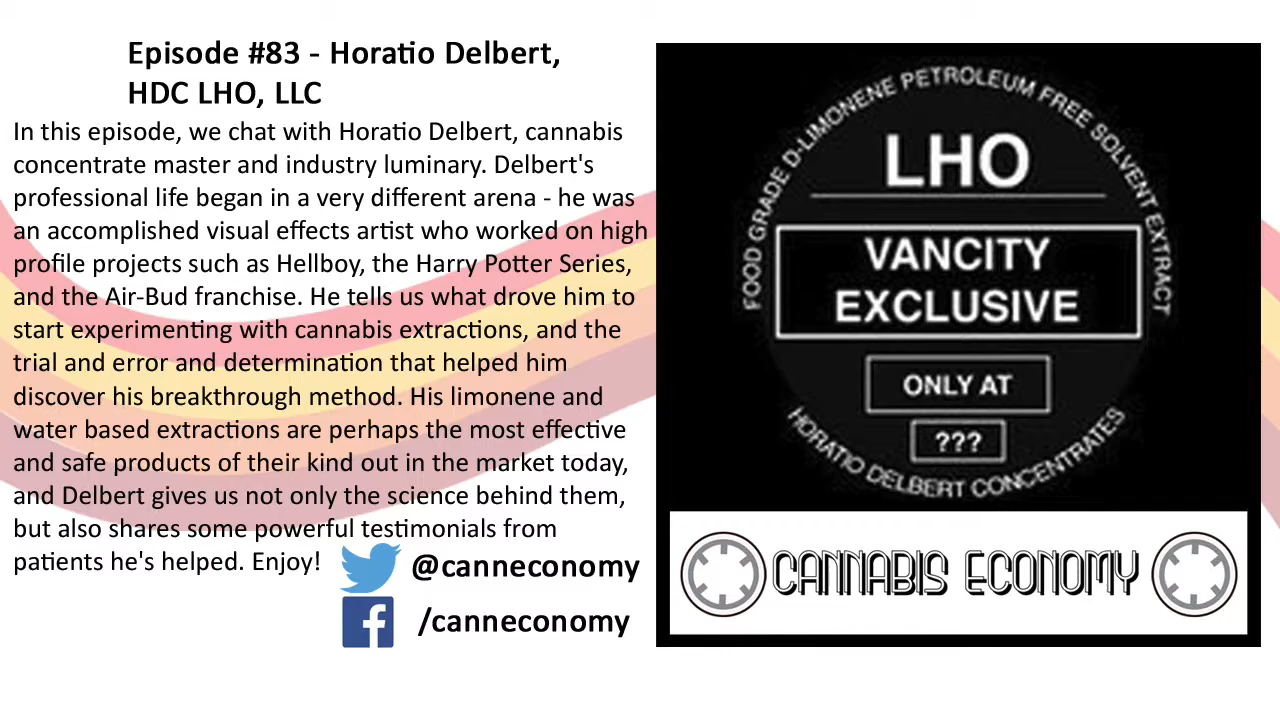 Episode #83 - Horatio Delbert,
HDC LHO, LLC
In this episode, we chat with Horatio Delbert, cannabis
concentrate master and industry luminary. Delbert's
professional life began in a very different arena - he was
an accomplished visual effects artist who worked on high
profile projects such as Hellboy, the Harry Potter Series,
and the Air-Bud franchise. He tells us what drove him to
start experimenting with cannabis extractions, and the
trial and error and determination that helped him
discover his breakthrough method. His limonene and
water based extractions are perhaps the most effective
and safe products of their kind out in the market today,
and Delbert gives us not only the science behind them,
but also shares some powerful testimonials from
patients he's helped. Enjoy!
@canneconomy
/canneconomy
FOOD GRADE D-LIMONENE PETROLEUM FREE SOLVENT EXTRACT
LHO
VANCITY
EXCLUSIVE
ONLY AT
???
HORATIO DELBERT CONCENTRATES
CANNABIS ECONOMY